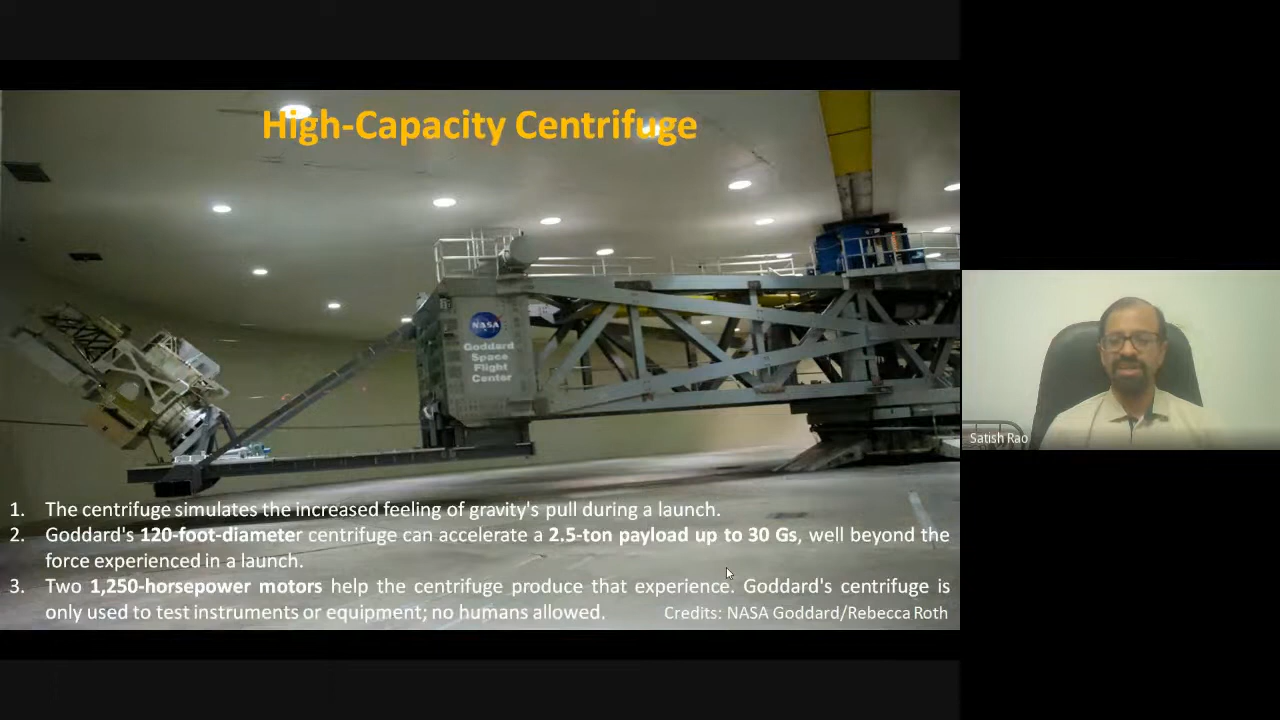 High-Capacity Centrifuge
NASA
Goddard
Space
Flight
Center
1. The centrifuge simulates the increased feeling of gravity's pull during a launch.
2. Goddard's 120-foot-diameter centrifuge can accelerate a 2.5-ton payload up to 30 Gs, well beyond the
force experienced in a launch.
3. Two 1,250-horsepower motors help the centrifuge produce that experience. Goddard's centrifuge is
only used to test instruments or equipment; no humans allowed.
Credits: NASA Goddard/Rebecca Roth
Satish Rao